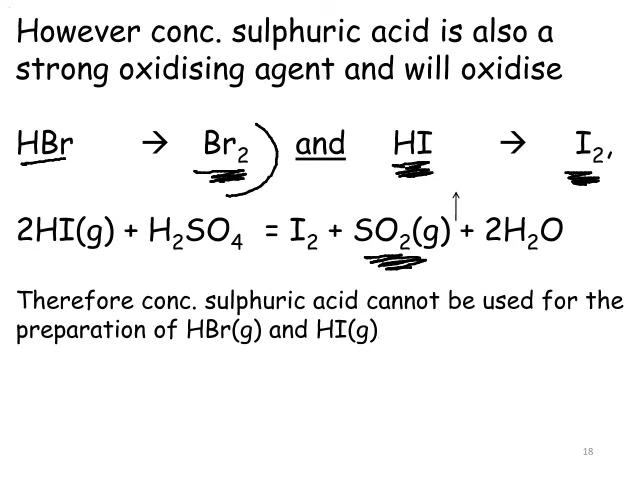 However conc. sulphuric acid is also a
strong oxidising agent and will oxidise
HBr → Br₂ and HI → I₂,
2HI(g) + H₂SO₄ = I₂ + SO₂(g) + 2H₂O
Therefore conc. sulphuric acid cannot be used for the
preparation of HBr(g) and HI(g)
18